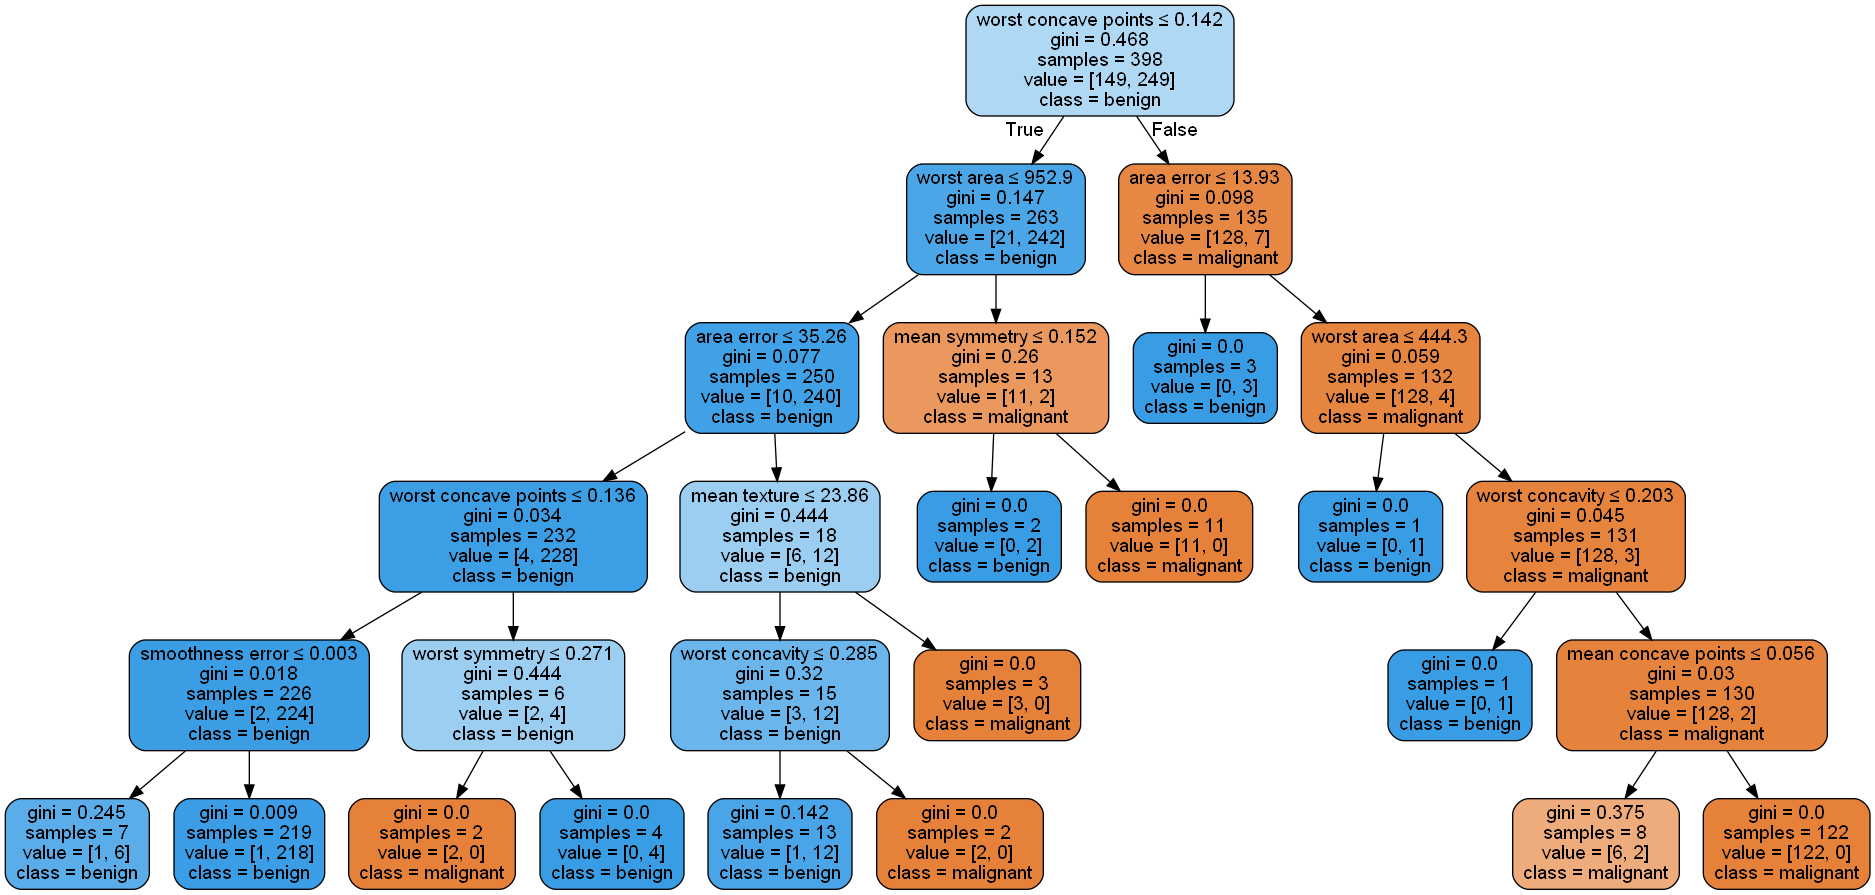 worst concave points ≤ 0.142
gini = 0.468
samples = 398
value = [149, 249]
class = benign
True
False
worst area ≤ 952.9
gini = 0.147
samples = 263
value = [21, 242]
class = benign
area error ≤ 13.93
gini = 0.098
samples = 135
value = [128, 7]
class = malignant
area error ≤ 35.26
gini = 0.077
samples = 250
value = [10, 240]
class = benign
mean symmetry ≤ 0.152
gini = 0.26
samples = 13
value = [11, 2]
class = malignant
gini = 0.0
samples = 3
value = [0, 3]
class = benign
worst area ≤ 444.3
gini = 0.059
samples = 132
value = [128, 4]
class = malignant
worst concave points ≤ 0.136
gini = 0.034
samples = 232
value = [4, 228]
class = benign
mean texture ≤ 23.86
gini = 0.444
samples = 18
value = [6, 12]
class = benign
gini = 0.0
samples = 2
value = [0, 2]
class = benign
gini = 0.0
samples = 11
value = [11, 0]
class = malignant
gini = 0.0
samples = 1
value = [0, 1]
class = benign
worst concavity ≤ 0.203
gini = 0.045
samples = 131
value = [128, 3]
class = malignant
smoothness error ≤ 0.003
gini = 0.018
samples = 226
value = [2, 224]
class = benign
worst symmetry ≤ 0.271
gini = 0.444
samples = 6
value = [2, 4]
class = benign
worst concavity ≤ 0.285
gini = 0.32
samples = 15
value = [3, 12]
class = benign
gini = 0.0
samples = 3
value = [3, 0]
class = malignant
gini = 0.0
samples = 1
value = [0, 1]
class = benign
mean concave points ≤ 0.056
gini = 0.03
samples = 130
value = [128, 2]
class = malignant
gini = 0.245
samples = 7
value = [1, 6]
class = benign
gini = 0.009
samples = 219
value = [1, 218]
class = benign
gini = 0.0
samples = 2
value = [2, 0]
class = malignant
gini = 0.0
samples = 4
value = [0, 4]
class = benign
gini = 0.142
samples = 13
value = [1, 12]
class = benign
gini = 0.0
samples = 2
value = [2, 0]
class = malignant
gini = 0.375
samples = 8
value = [6, 2]
class = malignant
gini = 0.0
samples = 122
value = [122, 0]
class = malignant